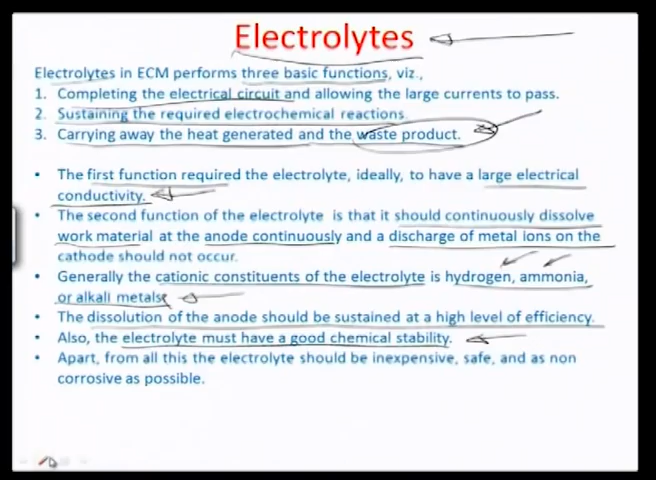 Electrolytes
Electrolytes in ECM performs three basic functions, viz.,
1. Completing the electrical circuit and allowing the large currents to pass.
2. Sustaining the required electrochemical reactions.
3. Carrying away the heat generated and the waste product.
• The first function required the electrolyte, ideally, to have a large electrical
conductivity.
• The second function of the electrolyte is that it should continuously dissolve
work material at the anode continuously and a discharge of metal ions on the
cathode should not occur.
• Generally the cationic constituents of the electrolyte is hydrogen, ammonia,
or alkali metals
• The dissolution of the anode should be sustained at a high level of efficiency.
• Also, the electrolyte must have a good chemical stability.
• Apart, from all this the electrolyte should be inexpensive, safe, and as non
corrosive as possible.